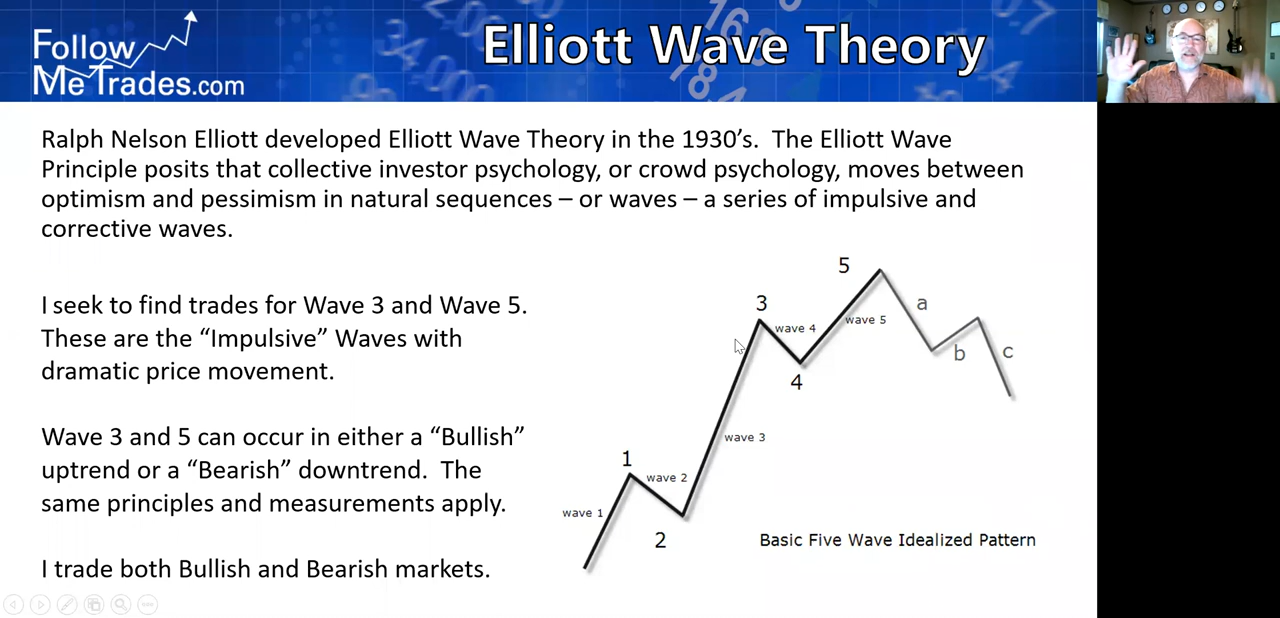 Follow
Me Trades.com
Elliott Wave Theory
Ralph Nelson Elliott developed Elliott Wave Theory in the 1930’s. The Elliott Wave
Principle posits that collective investor psychology, or crowd psychology, moves between
optimism and pessimism in natural sequences – or waves – a series of impulsive and
corrective waves.
I seek to find trades for Wave 3 and Wave 5.
These are the “Impulsive” Waves with
dramatic price movement.
Wave 3 and 5 can occur in either a “Bullish”
uptrend or a “Bearish” downtrend. The
same principles and measurements apply.
I trade both Bullish and Bearish markets.
5
3
a
wave 4
wave 5
b
c
4
wave 3
1
wave 2
wave 1
2
Basic Five Wave Idealized Pattern